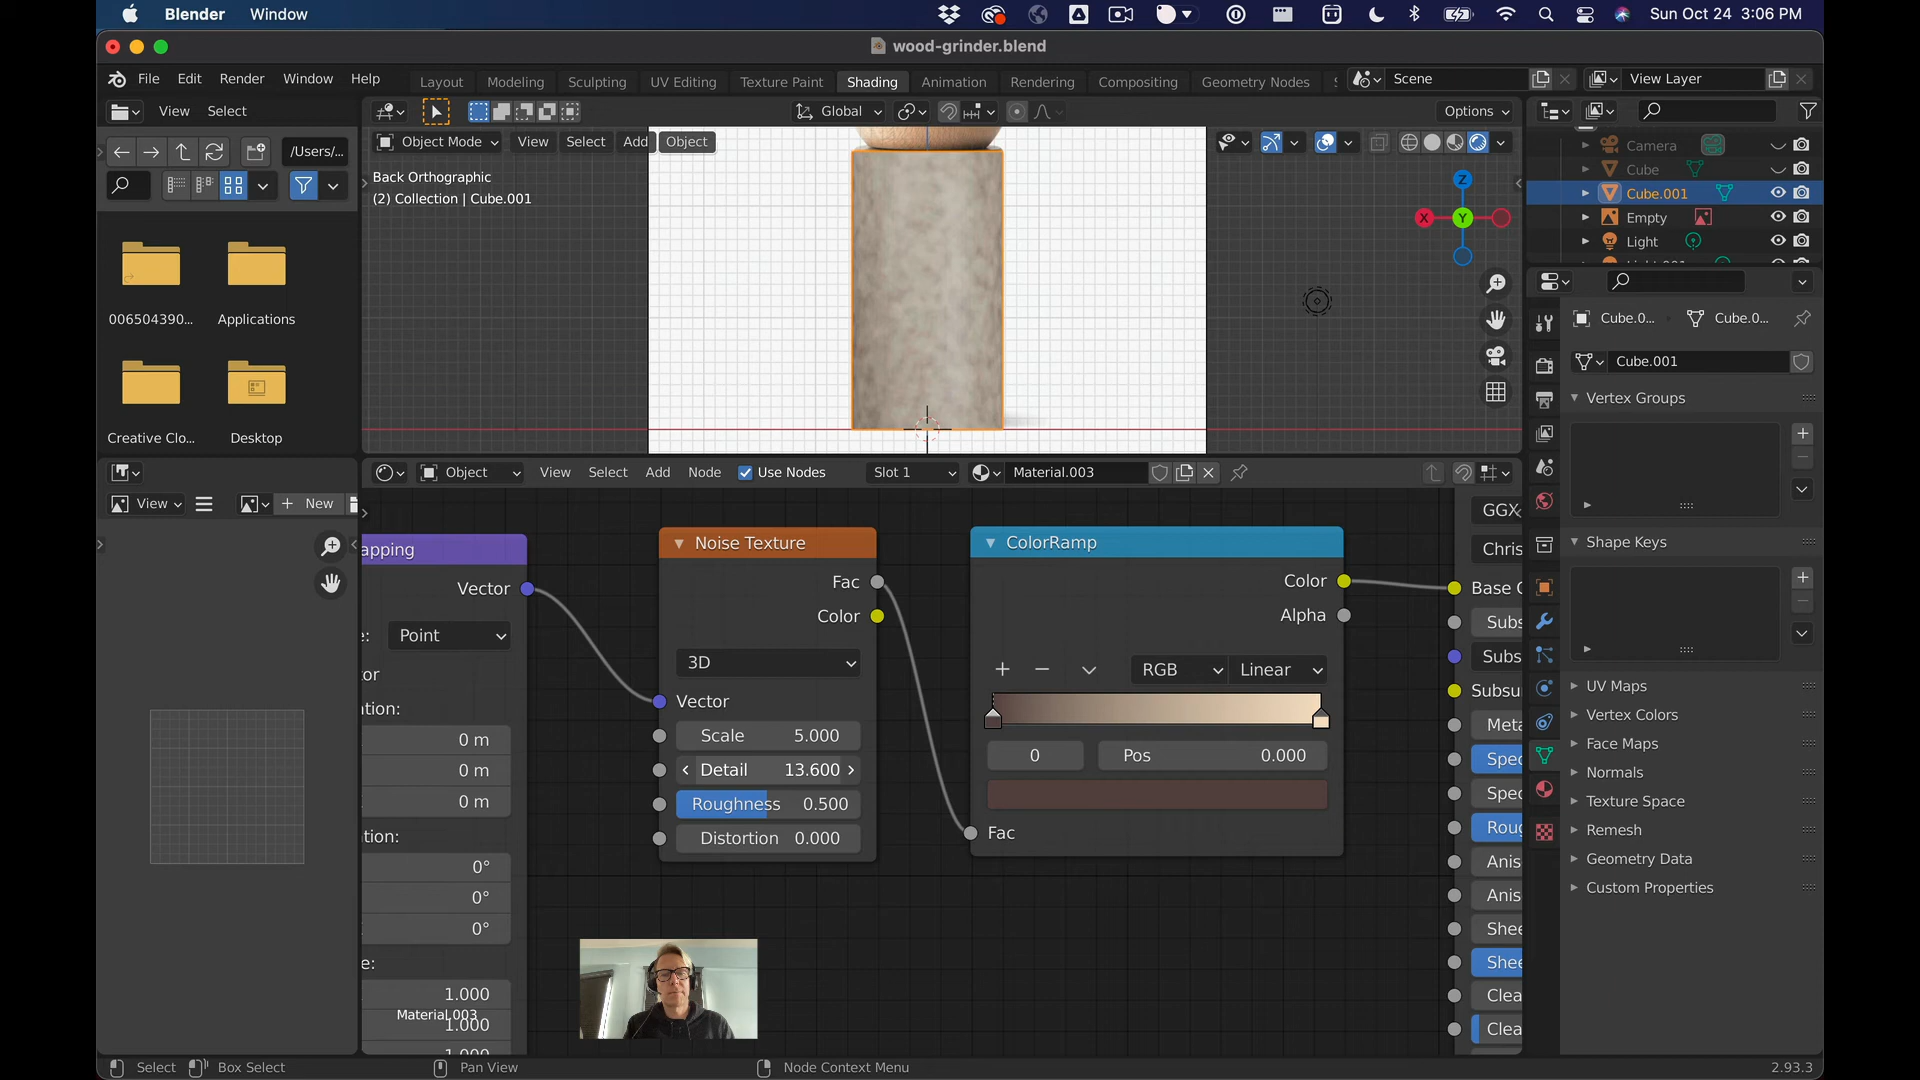 Blender Window
Sun Oct 24 3:06 PM
wood-grinder.blend
File Edit Render Window Help
Layout Modeling Sculpting UV Editing Texture Paint Shading Animation Rendering Compositing Geometry Nodes
Scene
View Layer
View Select
Global
Options
/Users/...
Object Mode View Select Add Object
Back Orthographic
(2) Collection | Cube.001
Z
X
Y
Camera
Cube
Cube.001
Empty
Light
006504390...
Applications
Creative Clo...
Desktop
Cube.0...
Cube.0...
Cube.001
Vertex Groups
Shape Keys
UV Maps
Vertex Colors
Face Maps
Normals
Texture Space
Remesh
Geometry Data
Custom Properties
Object View Select Add Node Use Nodes Slot 1 Material.003
View New
apping
Vector
Point
0 m
0 m
0 m
0°
0°
0°
1.000
1.000
Material.003
Noise Texture
Fac
Color
3D
Vector
Scale 5.000
Detail 13.600
Roughness 0.500
Distortion 0.000
ColorRamp
Color
Alpha
RGB Linear
0 Pos 0.000
Fac
GGX
Chris
Base C
Subs
Subs
Subsu
Meta
Spec
Spec
Roug
Anis
Anis
Shee
Shee
Clea
Clea
Select Box Select Pan View Node Context Menu 2.93.3